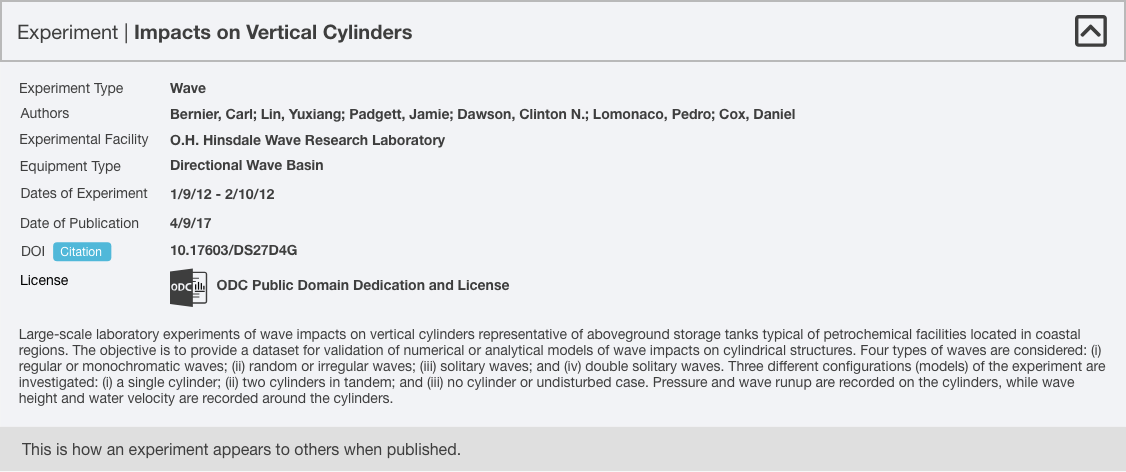 Experiment | Impacts on Vertical Cylinders
Experiment Type Wave
Authors Bernier, Carl; Lin, Yuxiang; Padgett, Jamie; Dawson, Clinton N.; Lomonaco, Pedro; Cox, Daniel
Experimental Facility O.H. Hinsdale Wave Research Laboratory
Equipment Type Directional Wave Basin
Dates of Experiment 1/9/12 - 2/10/12
Date of Publication 4/9/17
DOI Citation 10.17603/DS27D4G
License ODC ODC Public Domain Dedication and License
Large-scale laboratory experiments of wave impacts on vertical cylinders representative of aboveground storage tanks typical of petrochemical facilities located in coastal
regions. The objective is to provide a dataset for validation of numerical or analytical models of wave impacts on cylindrical structures. Four types of waves are considered: (i)
regular or monochromatic waves; (ii) random or irregular waves; (iii) solitary waves; and (iv) double solitary waves. Three different configurations (models) of the experiment are
investigated: (i) a single cylinder; (ii) two cylinders in tandem; and (iii) no cylinder or undisturbed case. Pressure and wave runup are recorded on the cylinders, while wave
height and water velocity are recorded around the cylinders.
This is how an experiment appears to others when published.